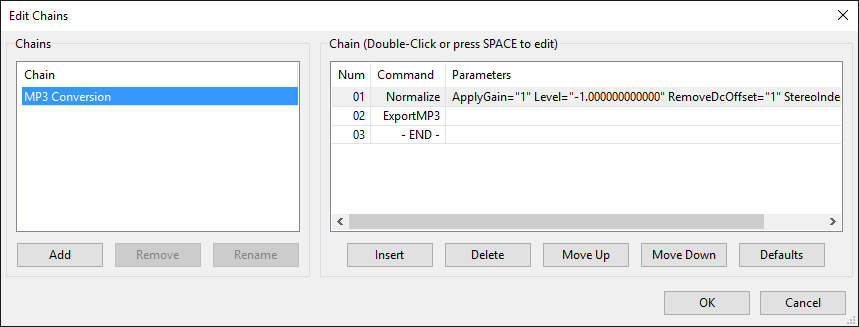 Edit Chains
Chains
Chain
MP3 Conversion
Add Remove Rename
Chain (Double-Click or press SPACE to edit)
Num Command Parameters
01 Normalize ApplyGain="1" Level="-1.000000000000" RemoveDcOffset="1" StereoInde
02 ExportMP3
03 - END -
Insert Delete Move Up Move Down Defaults
OK Cancel